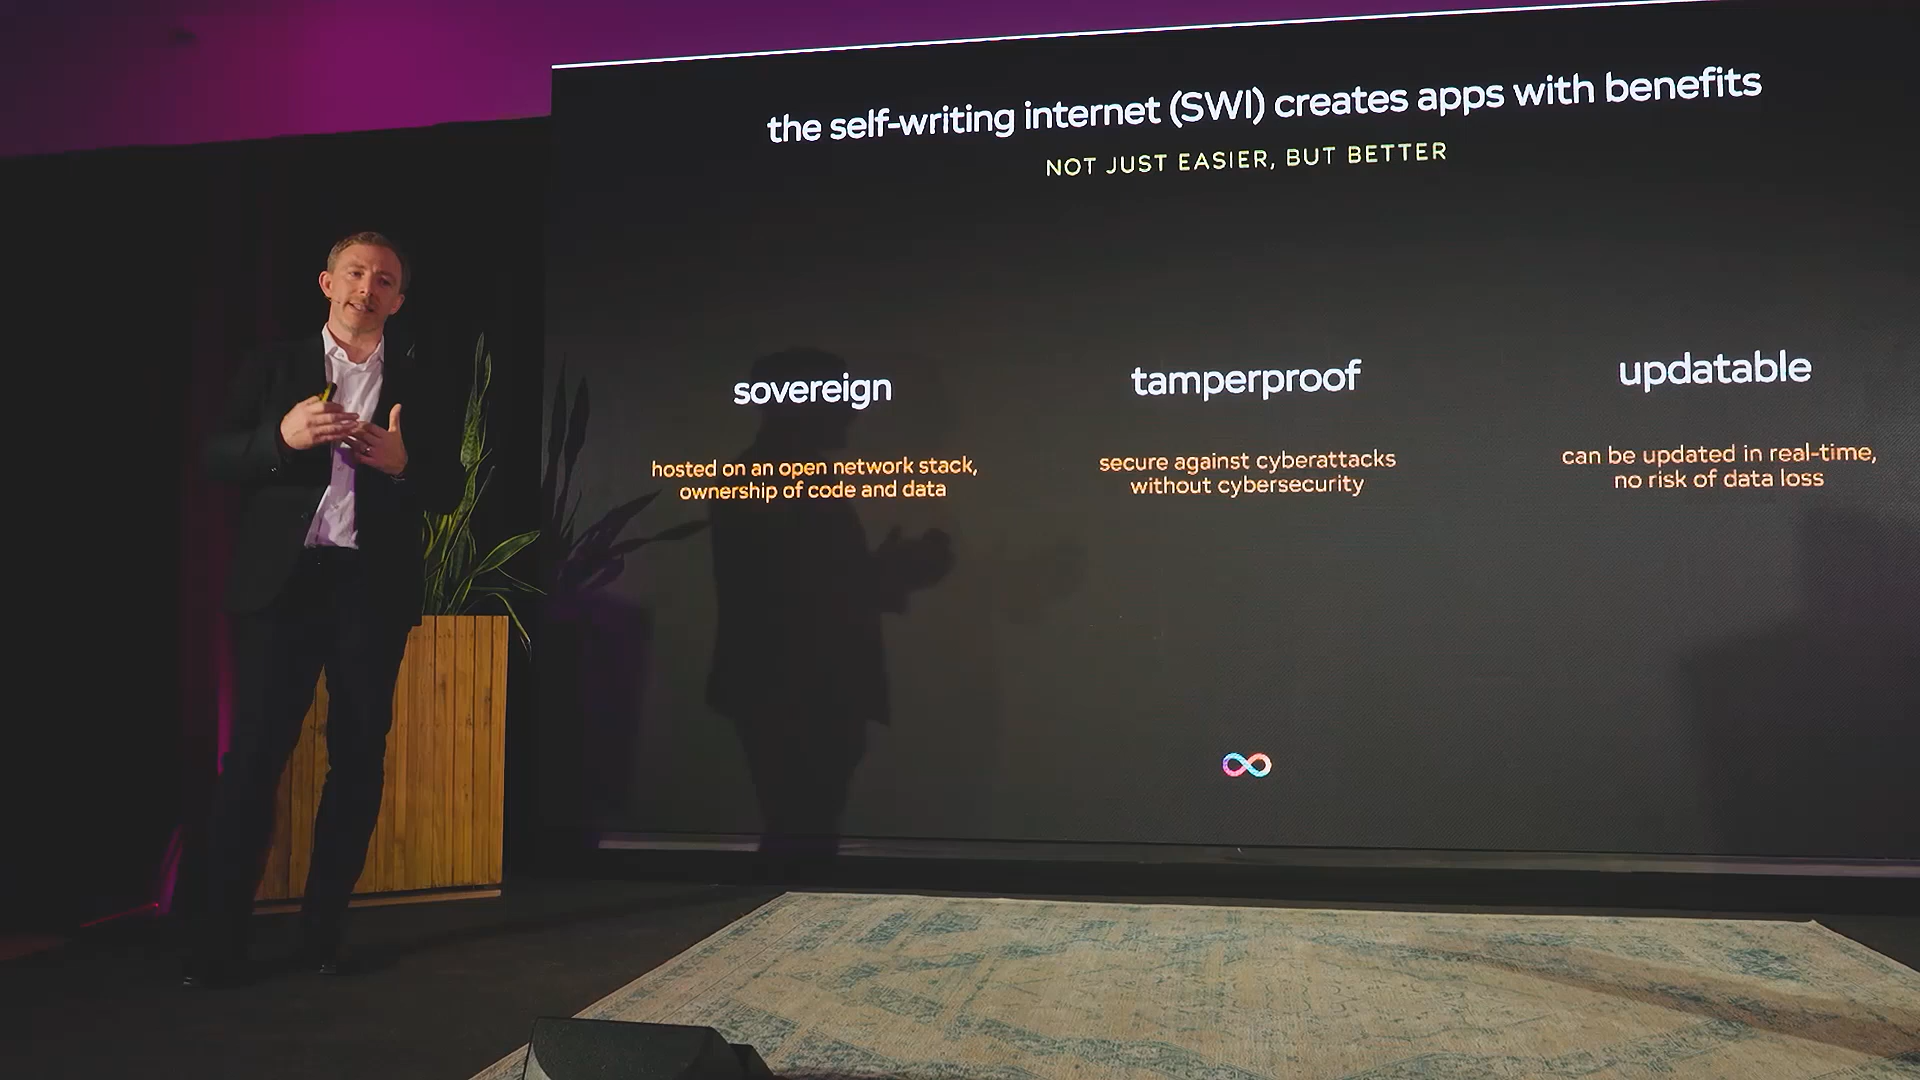 the self-writing internet (SWI) creates apps with benefits
NOT JUST EASIER, BUT BETTER
sovereign
hosted on an open network stack,
ownership of code and data
tamperproof
secure against cyberattacks
without cybersecurity
updatable
can be updated in real-time,
no risk of data loss